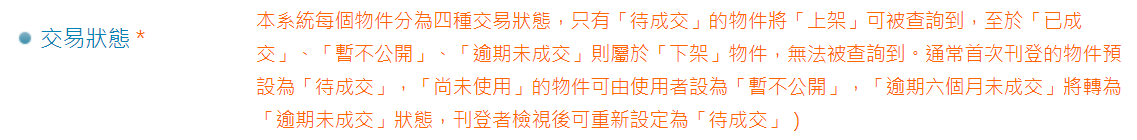 交易狀態 *
本系統每個物件分為四種交易狀態，只有「待成交」的物件將「上架」可被查詢到，至於「已成
交」、「暫不公開」、「逾期未成交」則屬於「下架」物件，無法被查詢到。通常首次刊登的物件預
設為「待成交」，「尚未使用」的物件可由使用者設為「暫不公開」，「逾期六個月未成交」將轉為
「逾期未成交」狀態，刊登者檢視後可重新設定為「待成交」 )